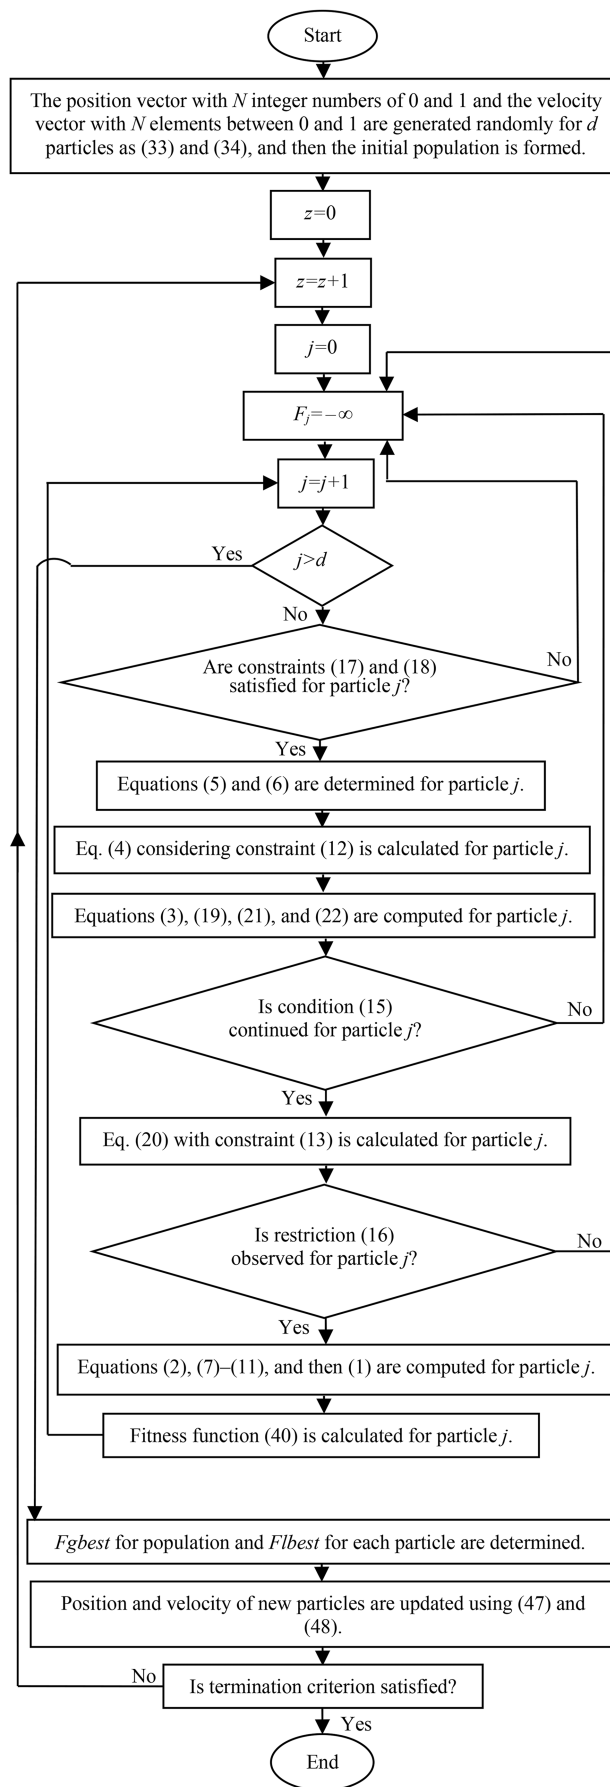 Start
The position vector with N integer numbers of 0 and 1 and the velocity
vector with N elements between 0 and 1 are generated randomly for d
particles as (33) and (34), and then the initial population is formed.
z=0
z=z+1
j=0
Fj=−∞
j=j+1
Yes
j>d
No
Are constraints (17) and (18)
satisfied for particle j?
No
Yes
Equations (5) and (6) are determined for particle j.
Eq. (4) considering constraint (12) is calculated for particle j.
Equations (3), (19), (21), and (22) are computed for particle j.
Is condition (15)
continued for particle j?
No
Yes
Eq. (20) with constraint (13) is calculated for particle j.
Is restriction (16)
observed for particle j?
No
Yes
Equations (2), (7)–(11), and then (1) are computed for particle j.
Fitness function (40) is calculated for particle j.
Fgbest for population and Flbest for each particle are determined.
Position and velocity of new particles are updated using (47) and
(48).
No
Is termination criterion satisfied?
Yes
End